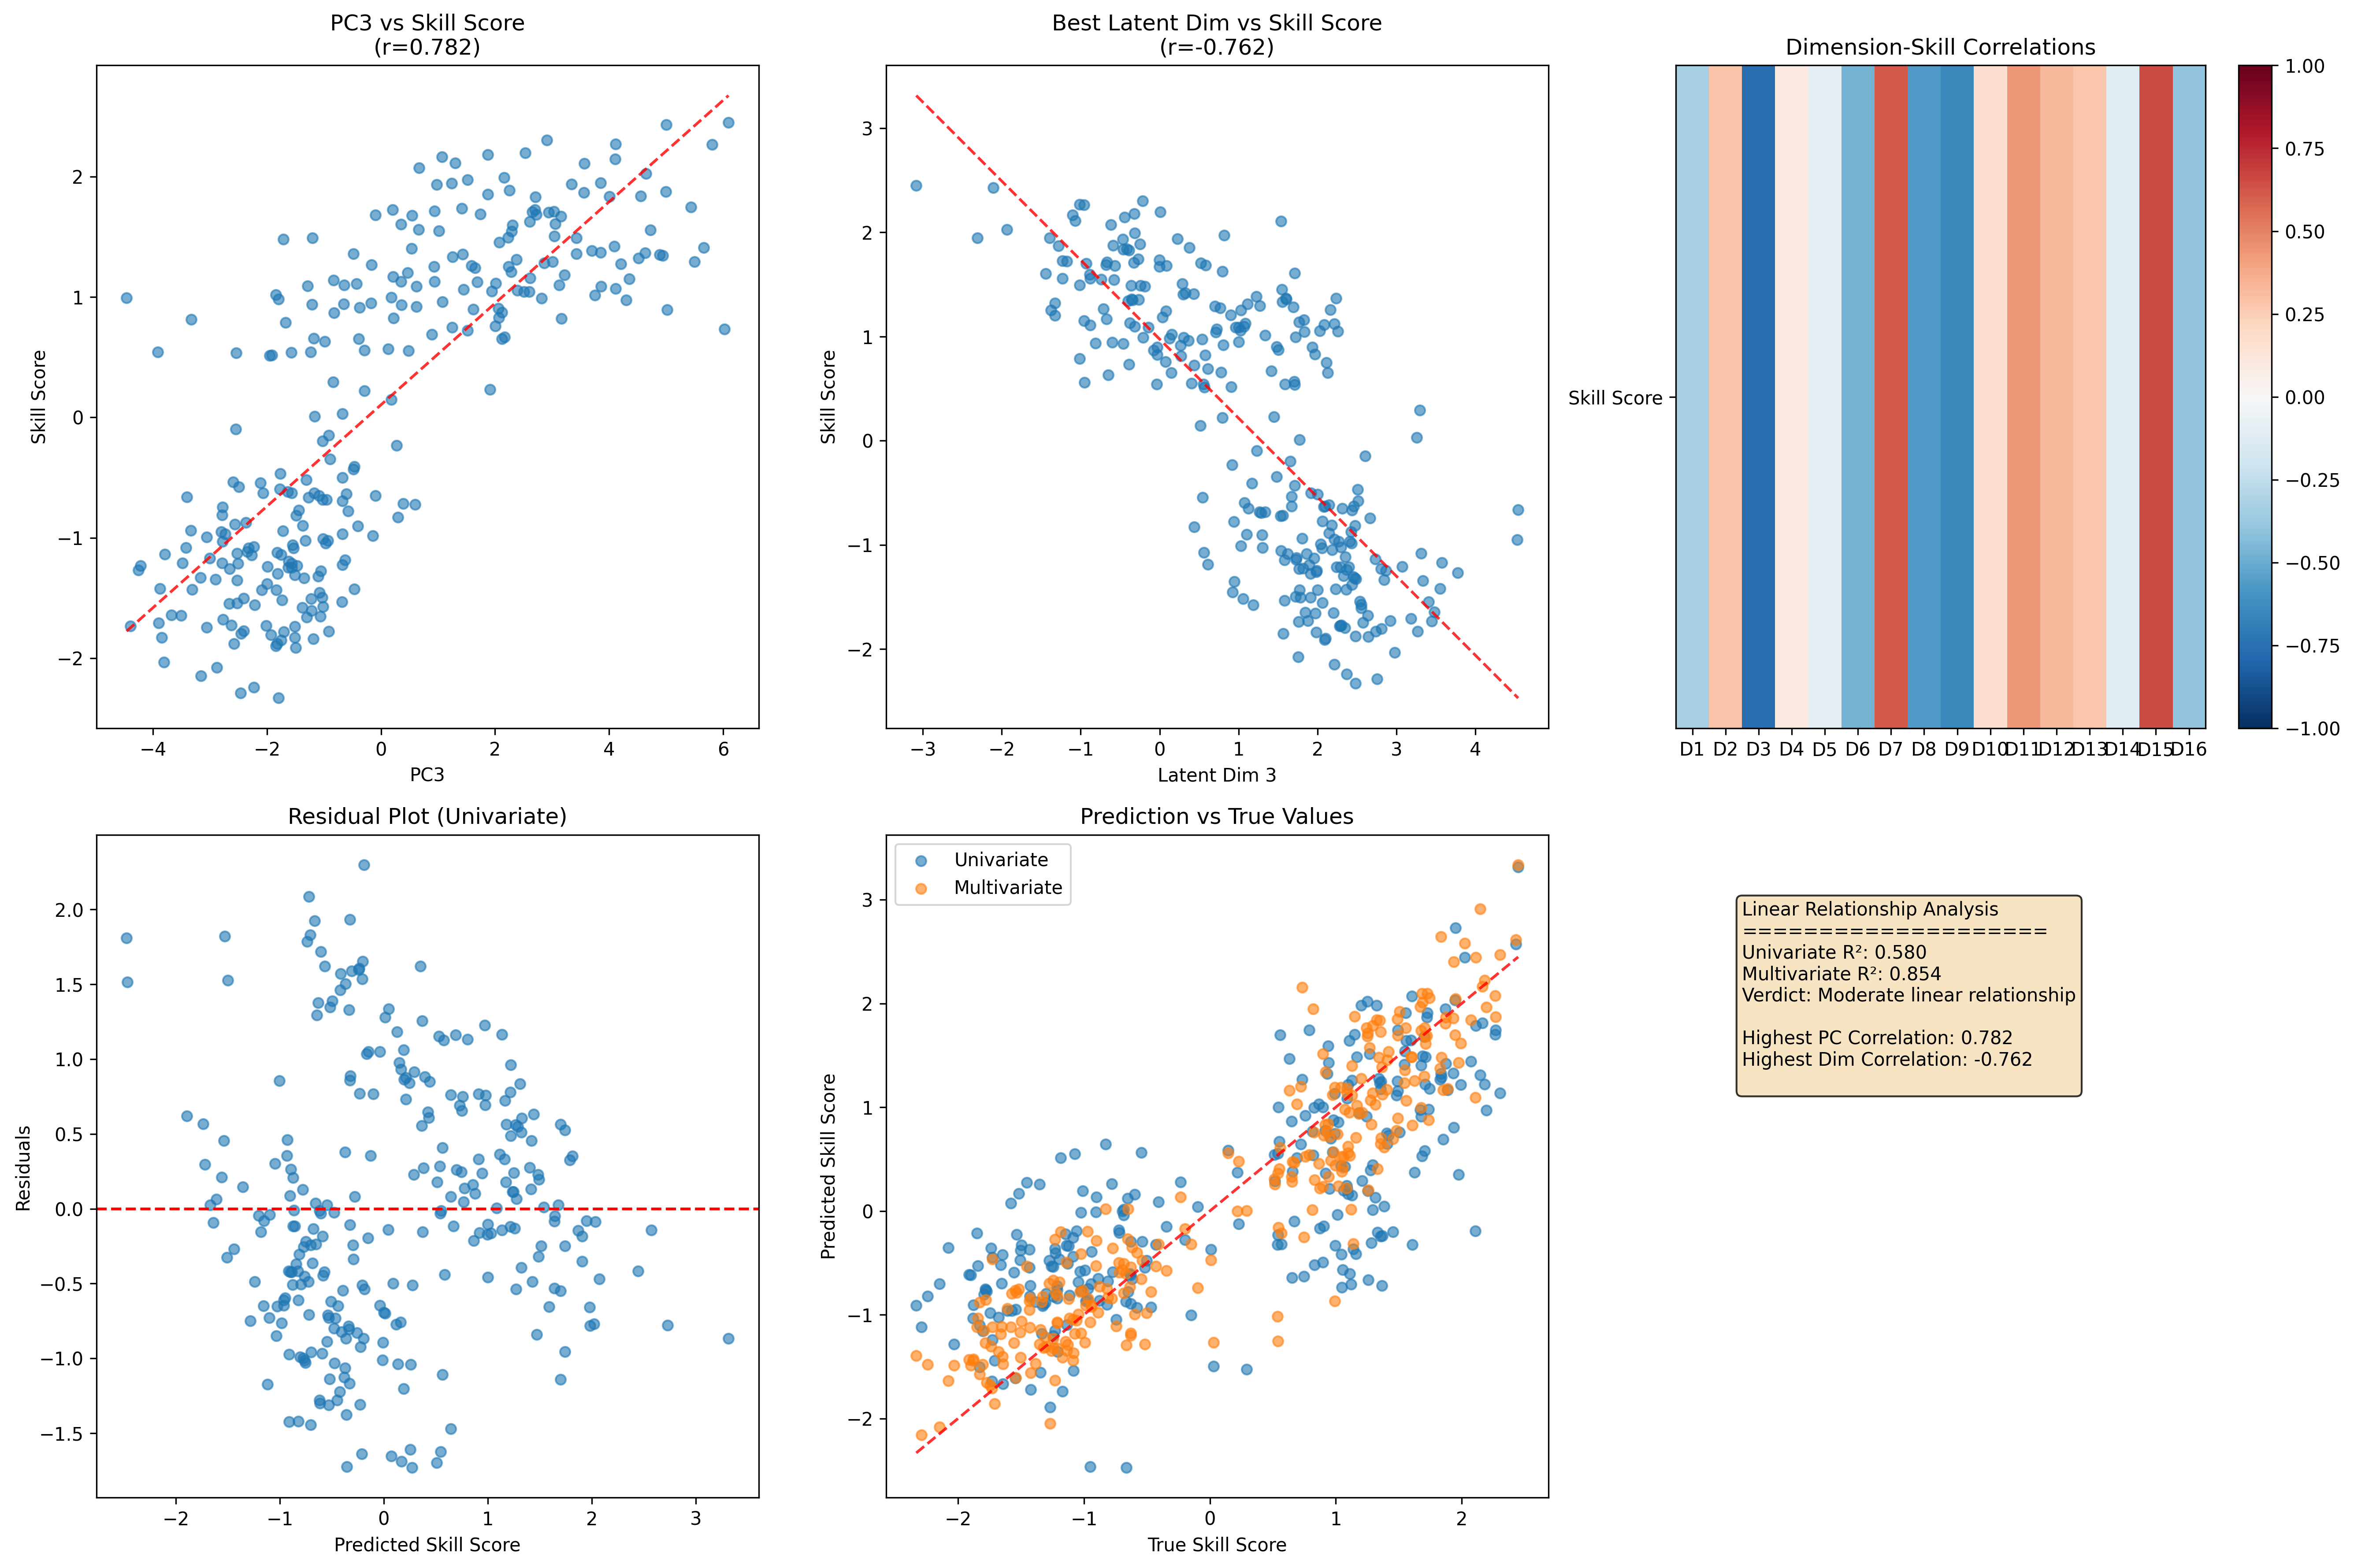 PC3 vs Skill Score
(r=0.782)
Skill Score
2
1
0
−1
−2
−4
−2
0
2
4
6
PC3
Best Latent Dim vs Skill Score
(r=-0.762)
Skill Score
3
2
1
0
−1
−2
−3
−2
−1
0
1
2
3
4
Latent Dim 3
Dimension-Skill Correlations
Skill Score
D1
D2
D3
D4
D5
D6
D7
D8
D9
D10
D11
D12
D13
D14
D15
D16
1.00
0.75
0.50
0.25
0.00
−0.25
−0.50
−0.75
−1.00
Residual Plot (Univariate)
Residuals
2.0
1.5
1.0
0.5
0.0
−0.5
−1.0
−1.5
−2
−1
0
1
2
3
Predicted Skill Score
Prediction vs True Values
Univariate
Multivariate
Predicted Skill Score
3
2
1
0
−1
−2
−2
−1
0
1
2
True Skill Score
Linear Relationship Analysis
====================
Univariate R²: 0.580
Multivariate R²: 0.854
Verdict: Moderate linear relationship
Highest PC Correlation: 0.782
Highest Dim Correlation: -0.762